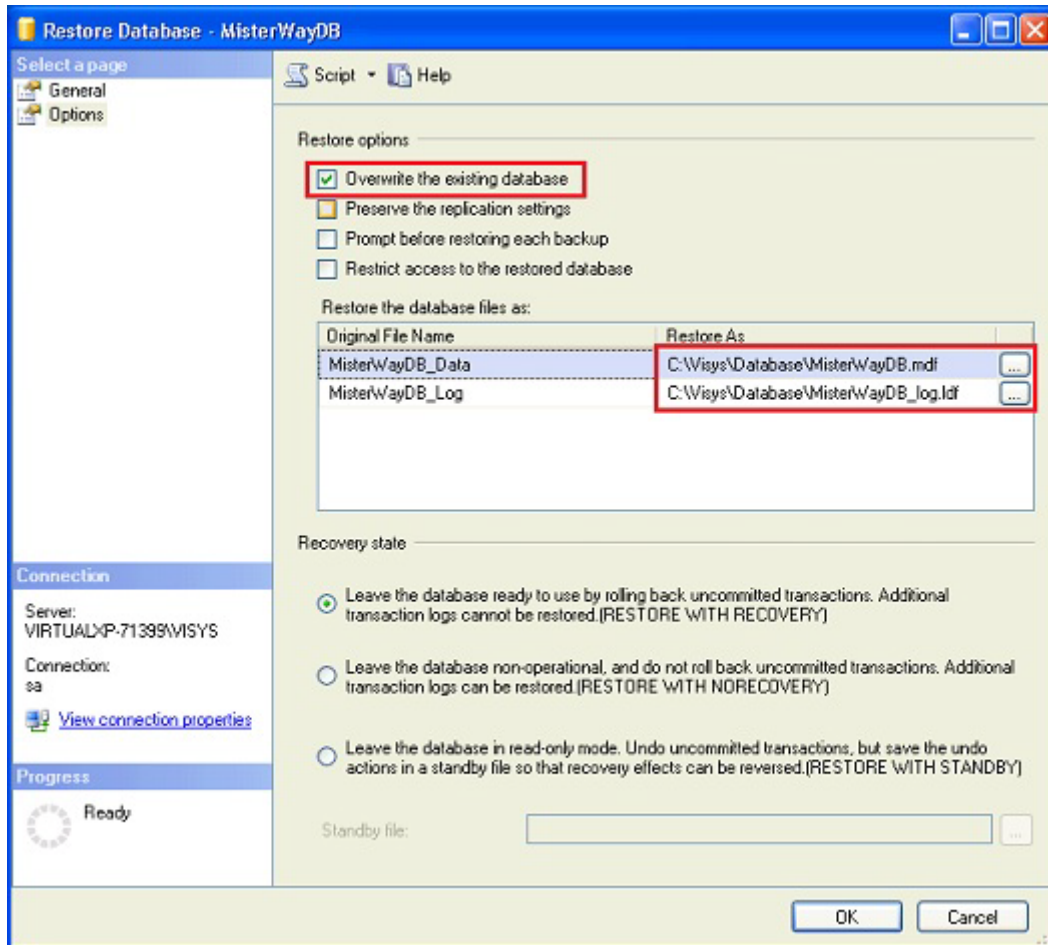 Restore Database - MisterWayDB
Select a page
General
Options
Script
Help
Restore options
Overwrite the existing database
Preserve the replication settings
Prompt before restoring each backup
Restrict access to the restored database
Restore the database files as:
Original File Name Restore As
MisterWayDB_Data C:\Visys\Database\MisterWayDB.mdf ...
MisterWayDB_Log C:\Visys\Database\MisterWayDB_log.ldf ...
Recovery state
Leave the database ready to use by rolling back uncommitted transactions. Additional
transaction logs cannot be restored.(RESTORE WITH RECOVERY)
Leave the database non-operational, and do not roll back uncommitted transactions. Additional
transaction logs can be restored.(RESTORE WITH NORECOVERY)
Leave the database in read-only mode. Undo uncommitted transactions, but save the undo
actions in a standby file so that recovery effects can be reversed.(RESTORE WITH STANDBY)
Standby file: ...
Connection
Server:
VIRTUALXP-71399\VISYS
Connection:
sa
View connection properties
Progress
Ready
OK Cancel